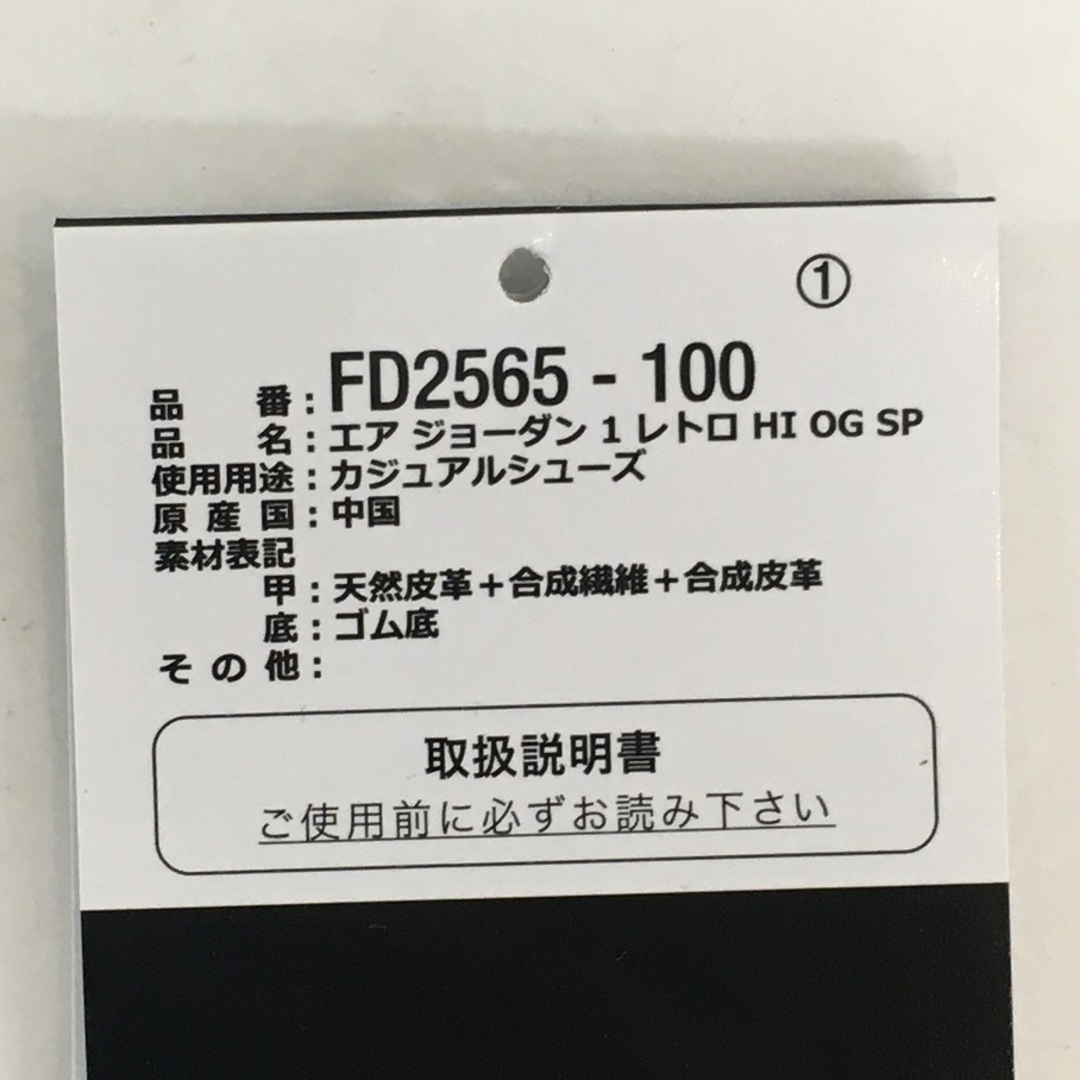 ①
品番：FD2565 - 100
品名：エア ジョーダン 1 レトロ HI OG SP
使用用途：カジュアルシューズ
原産国：中国
素材表記
甲：天然皮革＋合成繊維＋合成皮革
底：ゴム底
その他：
取扱説明書
ご使用前に必ずお読み下さい